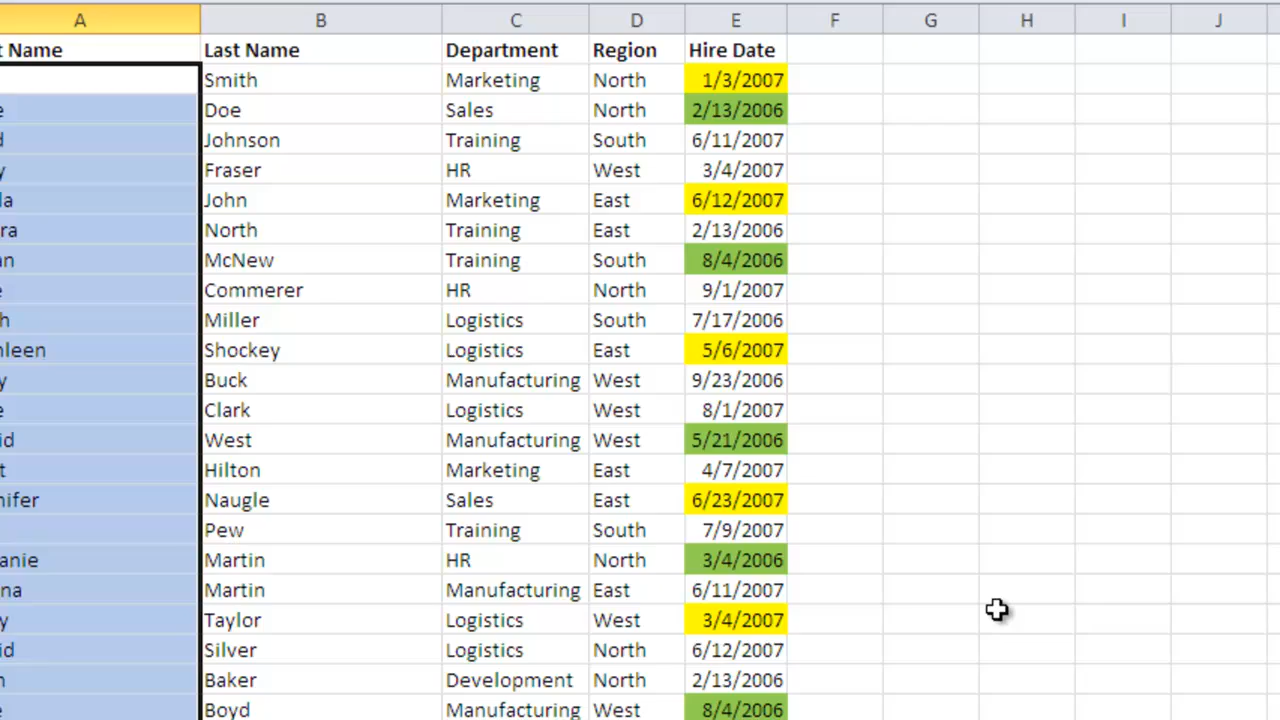 A B C D E F G H I J
t Name Last Name Department Region Hire Date
Smith Marketing North 1/3/2007
e Doe Sales North 2/13/2006
d Johnson Training South 6/11/2007
y Fraser HR West 3/4/2007
la John Marketing East 6/12/2007
ra North Training East 2/13/2006
an McNew Training South 8/4/2006
e Commerer HR North 9/1/2007
h Miller Logistics South 7/17/2006
hleen Shockey Logistics East 5/6/2007
y Buck Manufacturing West 9/23/2006
e Clark Logistics West 8/1/2007
id West Manufacturing West 5/21/2006
t Hilton Marketing East 4/7/2007
nifer Naugle Sales East 6/23/2007
Pew Training South 7/9/2007
anie Martin HR North 3/4/2006
na Martin Manufacturing East 6/11/2007
y Taylor Logistics West 3/4/2007
id Silver Logistics North 6/12/2007
n Baker Development North 2/13/2006
e Boyd Manufacturing West 8/4/2006